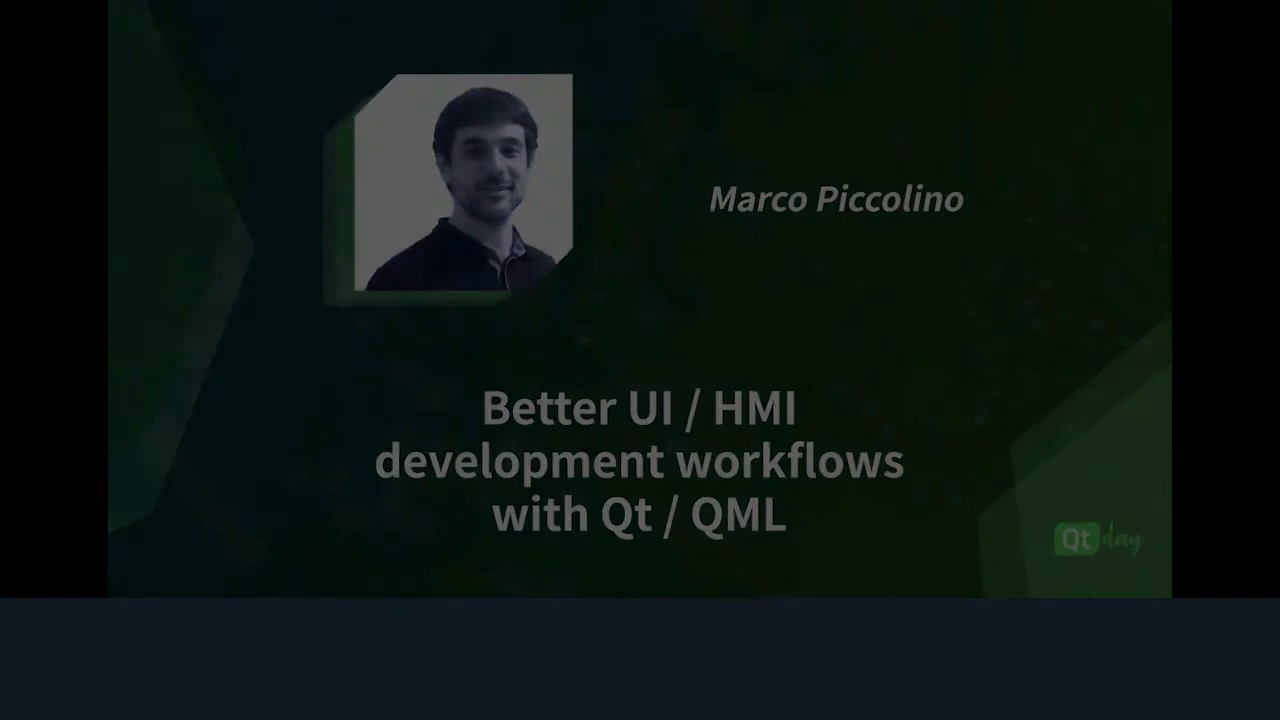 Marco Piccolino
Better UI / HMI
development workflows
with Qt / QML
Qt day